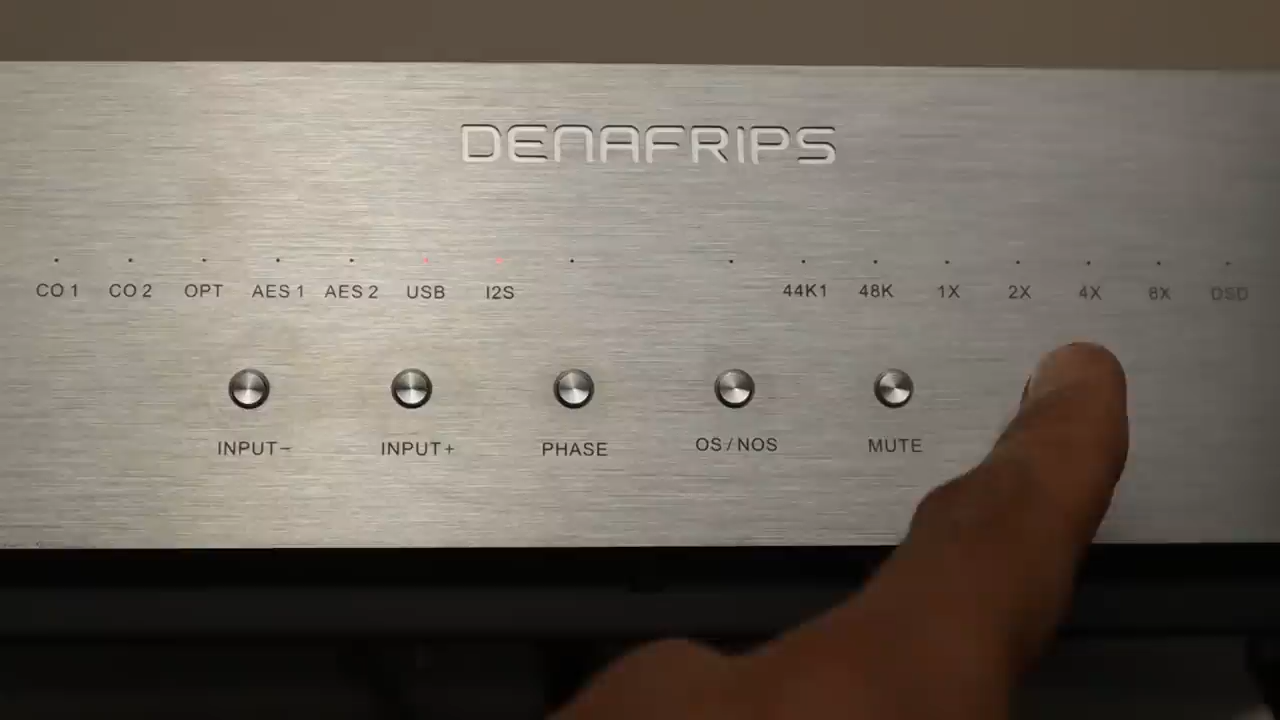 DENAFRIPS
CO 1 CO 2 OPT AES 1 AES 2 USB I2S 44K1 48K 1X 2X 4X 8X DSD
INPUT− INPUT+ PHASE OS/NOS MUTE